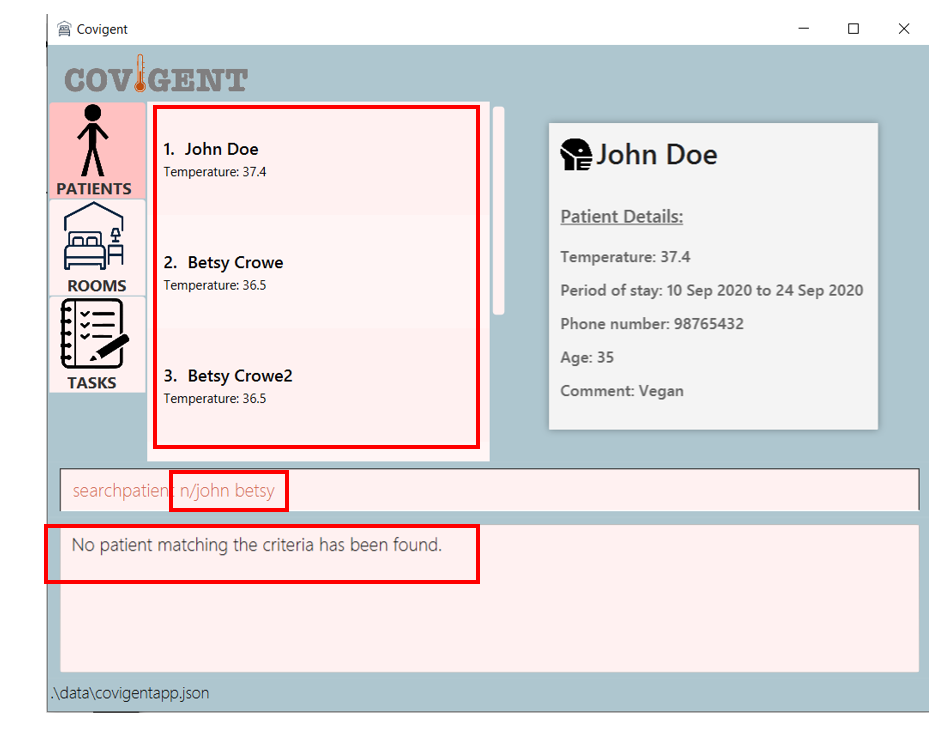 Covigent
COVIGENT
PATIENTS
ROOMS
TASKS
1. John Doe
Temperature: 37.4
2. Betsy Crowe
Temperature: 36.5
3. Betsy Crowe2
Temperature: 36.5
John Doe
Patient Details:
Temperature: 37.4
Period of stay: 10 Sep 2020 to 24 Sep 2020
Phone number: 98765432
Age: 35
Comment: Vegan
searchpatient n/john betsy
No patient matching the criteria has been found.
.\data\covigentapp.json